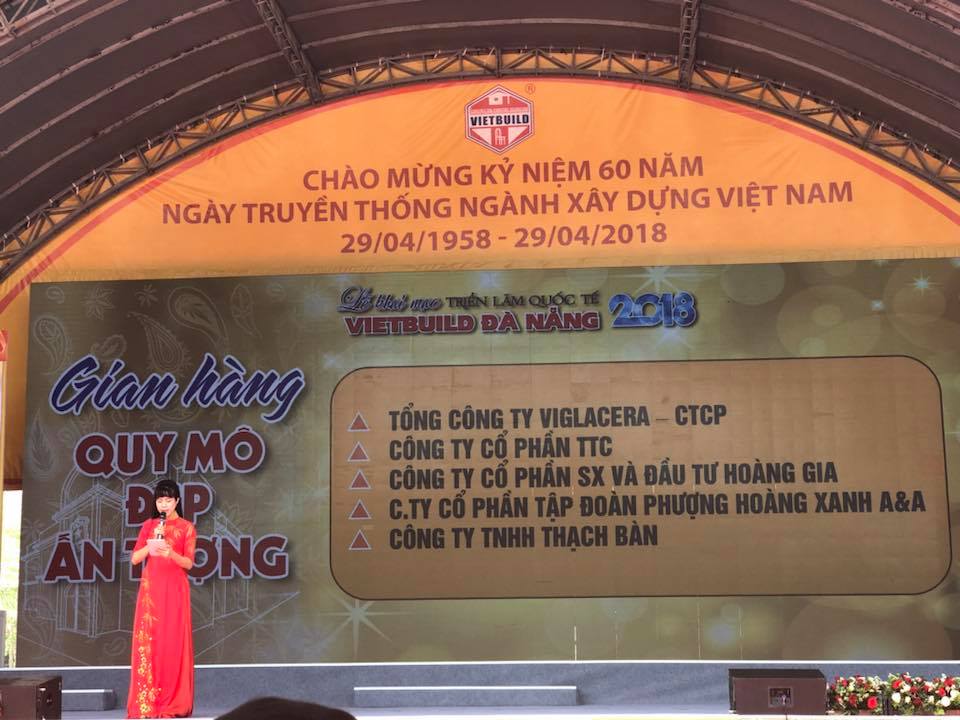 VIETBUILD
CHÀO MỪNG KỶ NIỆM 60 NĂM
NGÀY TRUYỀN THỐNG NGÀNH XÂY DỰNG VIỆT NAM
29/04/1958 - 29/04/2018
Lễ khai mạc TRIỂN LÃM QUỐC TẾ
VIETBUILD ĐÀ NẴNG 2018
Gian hàng
QUY MÔ
ĐẸP
ẤN TƯỢNG
TỔNG CÔNG TY VIGLACERA – CTCP
CÔNG TY CỔ PHẦN TTC
CÔNG TY CỔ PHẦN SX VÀ ĐẦU TƯ HOÀNG GIA
C.TY CỔ PHẦN TẬP ĐOÀN PHƯỢNG HOÀNG XANH A&A
CÔNG TY TNHH THẠCH BÀN